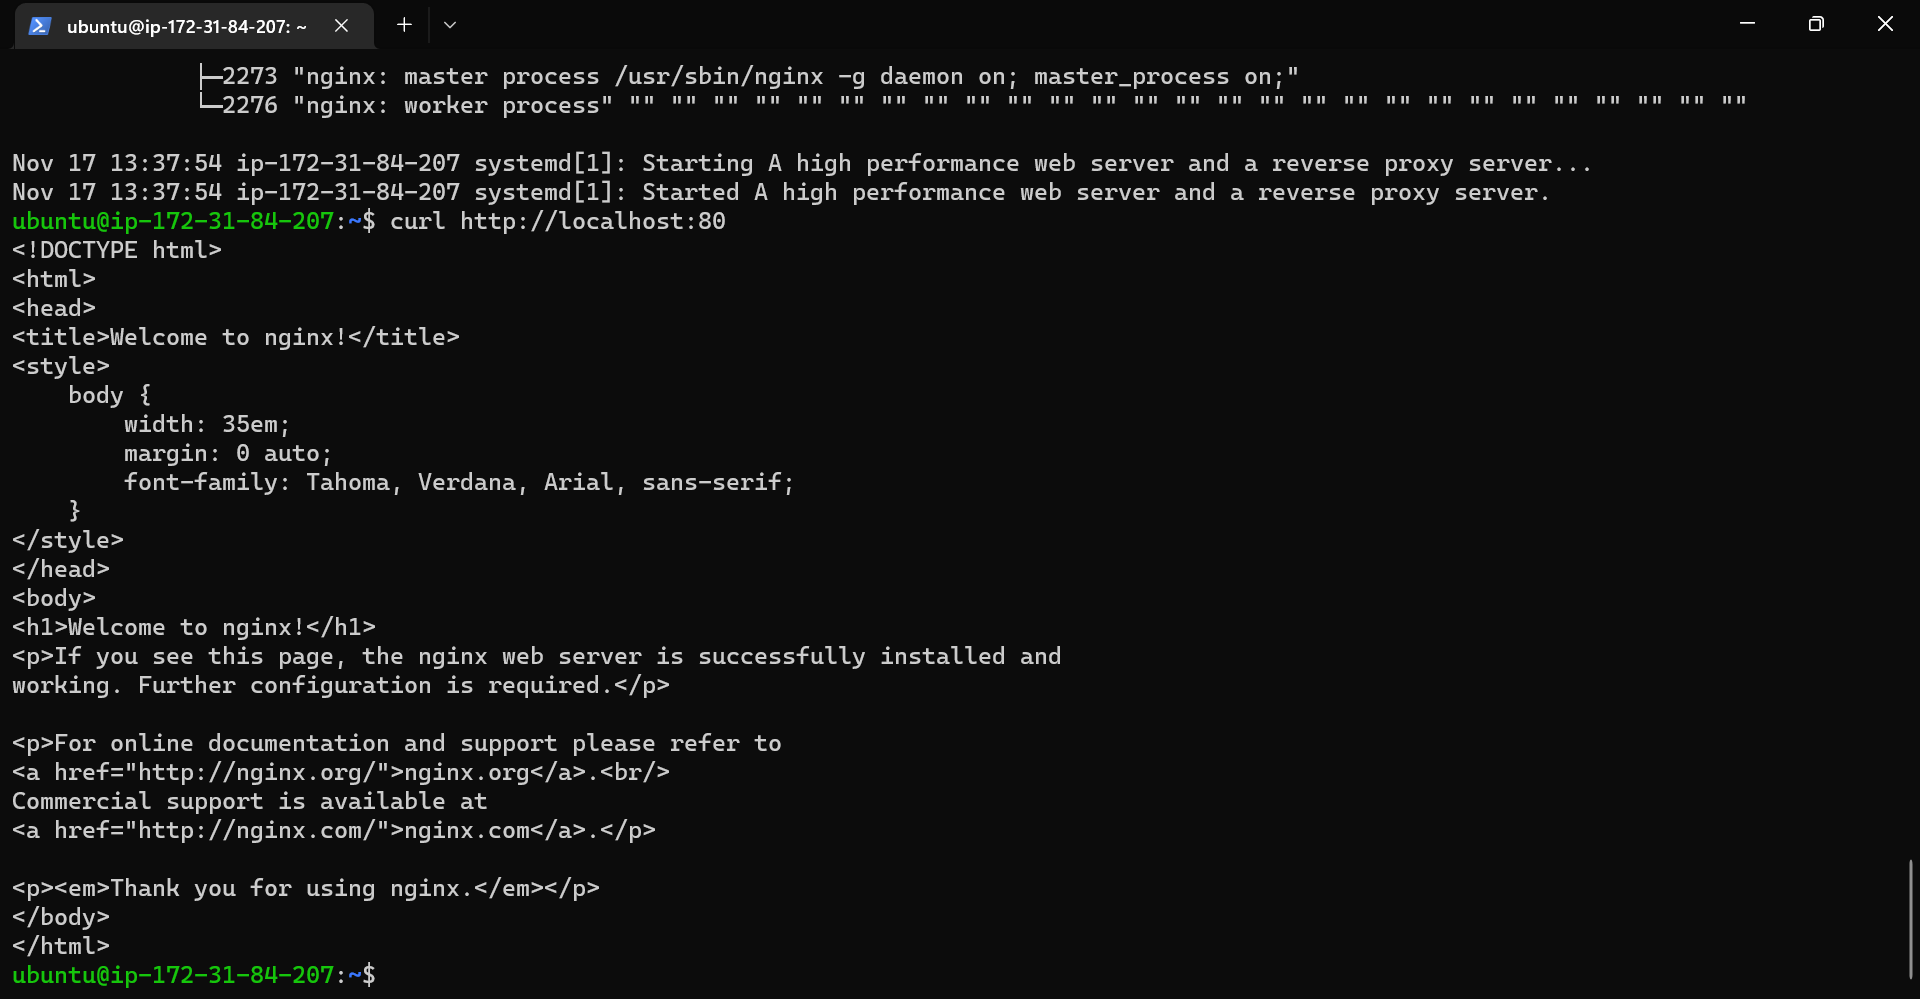 ubuntu@ip-172-31-84-207: ~
├─2273 "nginx: master process /usr/sbin/nginx -g daemon on; master_process on;"
└─2276 "nginx: worker process" "" "" "" "" "" "" "" "" "" "" "" "" "" "" "" "" "" "" "" "" "" "" "" "" "" "" ""
Nov 17 13:37:54 ip-172-31-84-207 systemd[1]: Starting A high performance web server and a reverse proxy server...
Nov 17 13:37:54 ip-172-31-84-207 systemd[1]: Started A high performance web server and a reverse proxy server.
ubuntu@ip-172-31-84-207:~$ curl http://localhost:80
<!DOCTYPE html>
<html>
<head>
<title>Welcome to nginx!</title>
<style>
    body {
        width: 35em;
        margin: 0 auto;
        font-family: Tahoma, Verdana, Arial, sans-serif;
    }
</style>
</head>
<body>
<h1>Welcome to nginx!</h1>
<p>If you see this page, the nginx web server is successfully installed and
working. Further configuration is required.</p>

<p>For online documentation and support please refer to
<a href="http://nginx.org/">nginx.org</a>.<br/>
Commercial support is available at
<a href="http://nginx.com/">nginx.com</a>.</p>

<p><em>Thank you for using nginx.</em></p>
</body>
</html>
ubuntu@ip-172-31-84-207:~$